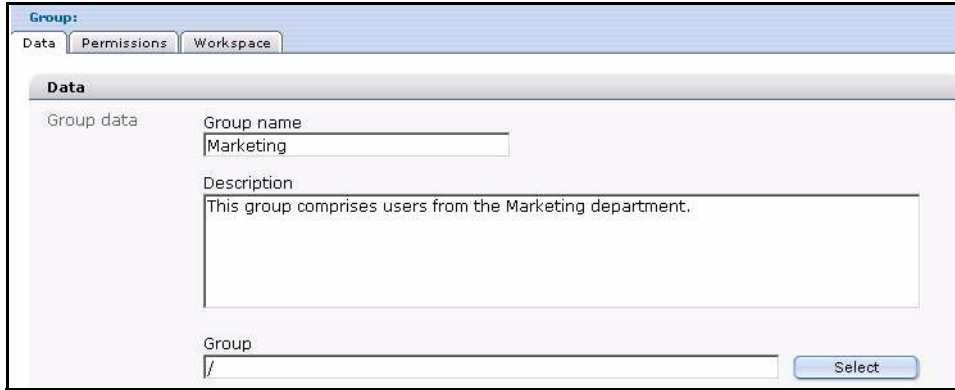 Group:
Data Permissions Workspace
Data
Group data
Group name
Marketing
Description
This group comprises users from the Marketing department.
Group
/
Select